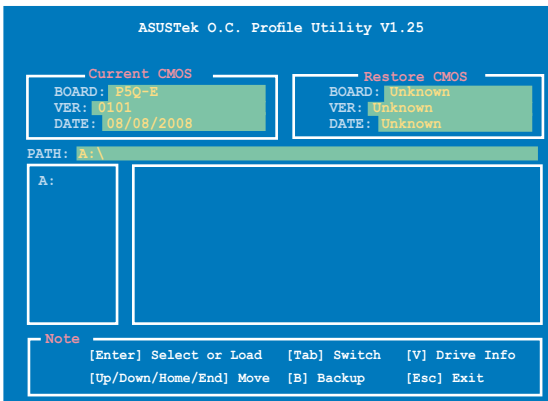 ASUSTek O.C. Profile Utility V1.25
Current CMOS
BOARD: P5Q-E
VER: 0101
DATE: 08/08/2008
Restore CMOS
BOARD: Unknown
VER: Unknown
DATE: Unknown
PATH: A:\
A:
Note
[Enter] Select or Load [Tab] Switch [V] Drive Info
[Up/Down/Home/End] Move [B] Backup [Esc] Exit